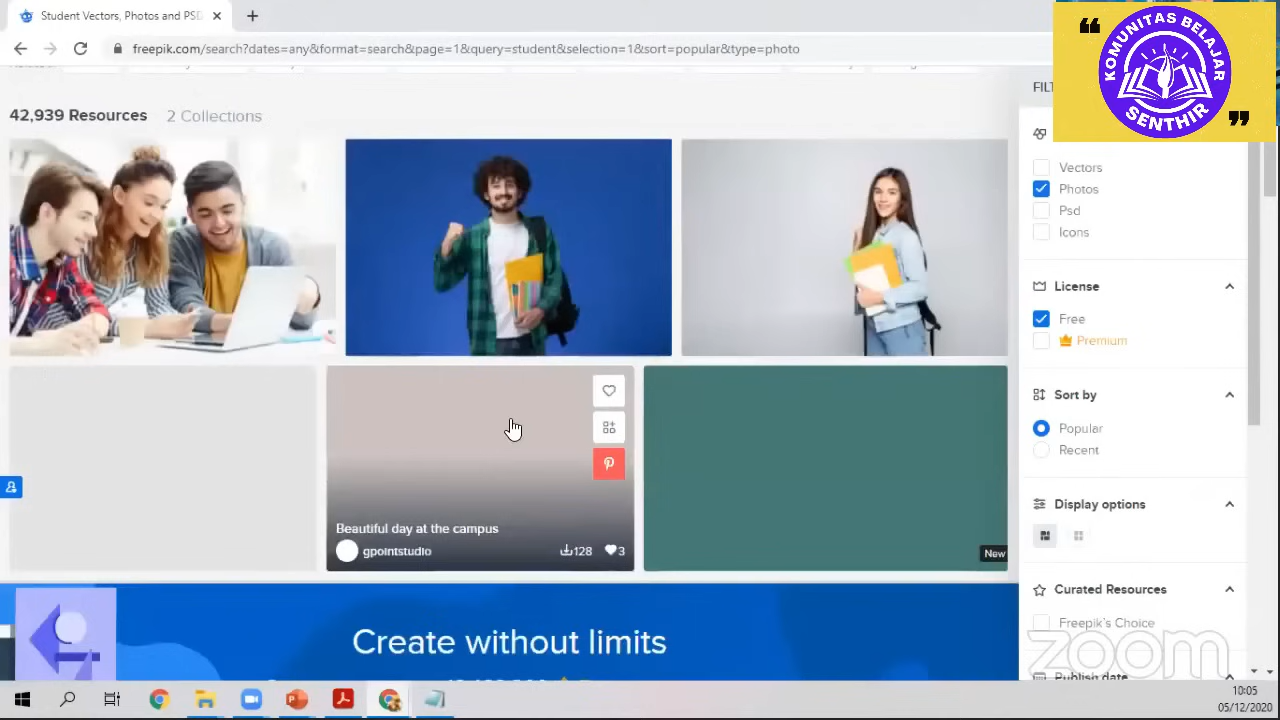 Student Vectors, Photos and PSD
freepik.com/search?dates=any&format=search&page=1&query=student&selection=1&sort=popular&type=photo
“
KOMUNITAS BELAJAR
SENTHIR
”
42,939 Resources
2 Collections
FILT
Vectors
Photos
Psd
Icons
License
Free
Premium
Sort by
Popular
Recent
Beautiful day at the campus
gpointstudio
128
3
New
Display options
Curated Resources
Freepik's Choice
Publish date
Create without limits
zoom
10:05
05/12/2020